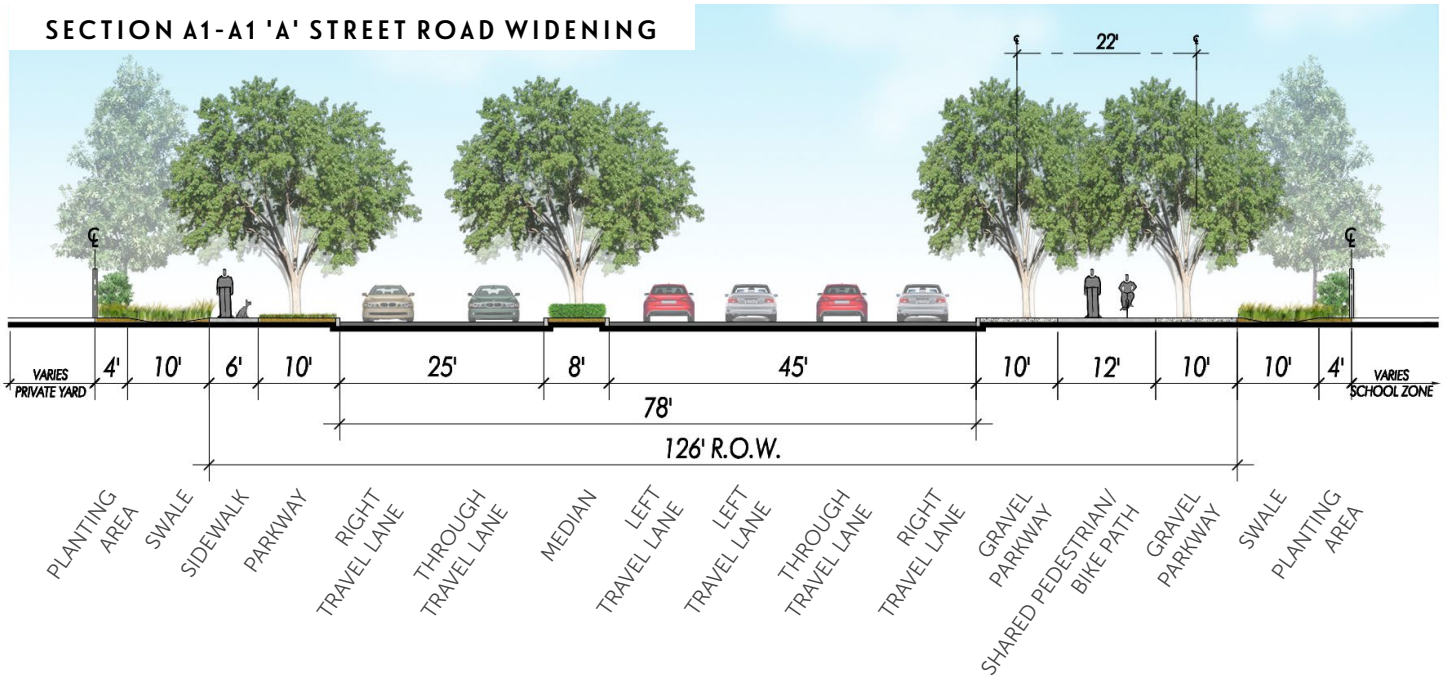 SECTION A1-A1 'A' STREET ROAD WIDENING
℄
22'
℄
℄
℄
VARIES
PRIVATE YARD
4'
10'
6'
10'
25'
8'
45'
10'
12'
10'
10'
4'
VARIES
SCHOOL ZONE
78'
126' R.O.W.
PLANTING
AREA
SWALE
SIDEWALK
PARKWAY
RIGHT
TRAVEL LANE
THROUGH
TRAVEL LANE
MEDIAN
LEFT
TRAVEL LANE
LEFT
TRAVEL LANE
THROUGH
TRAVEL LANE
RIGHT
TRAVEL LANE
GRAVEL
PARKWAY
SHARED PEDESTRIAN/
BIKE PATH
GRAVEL
PARKWAY
SWALE
PLANTING
AREA